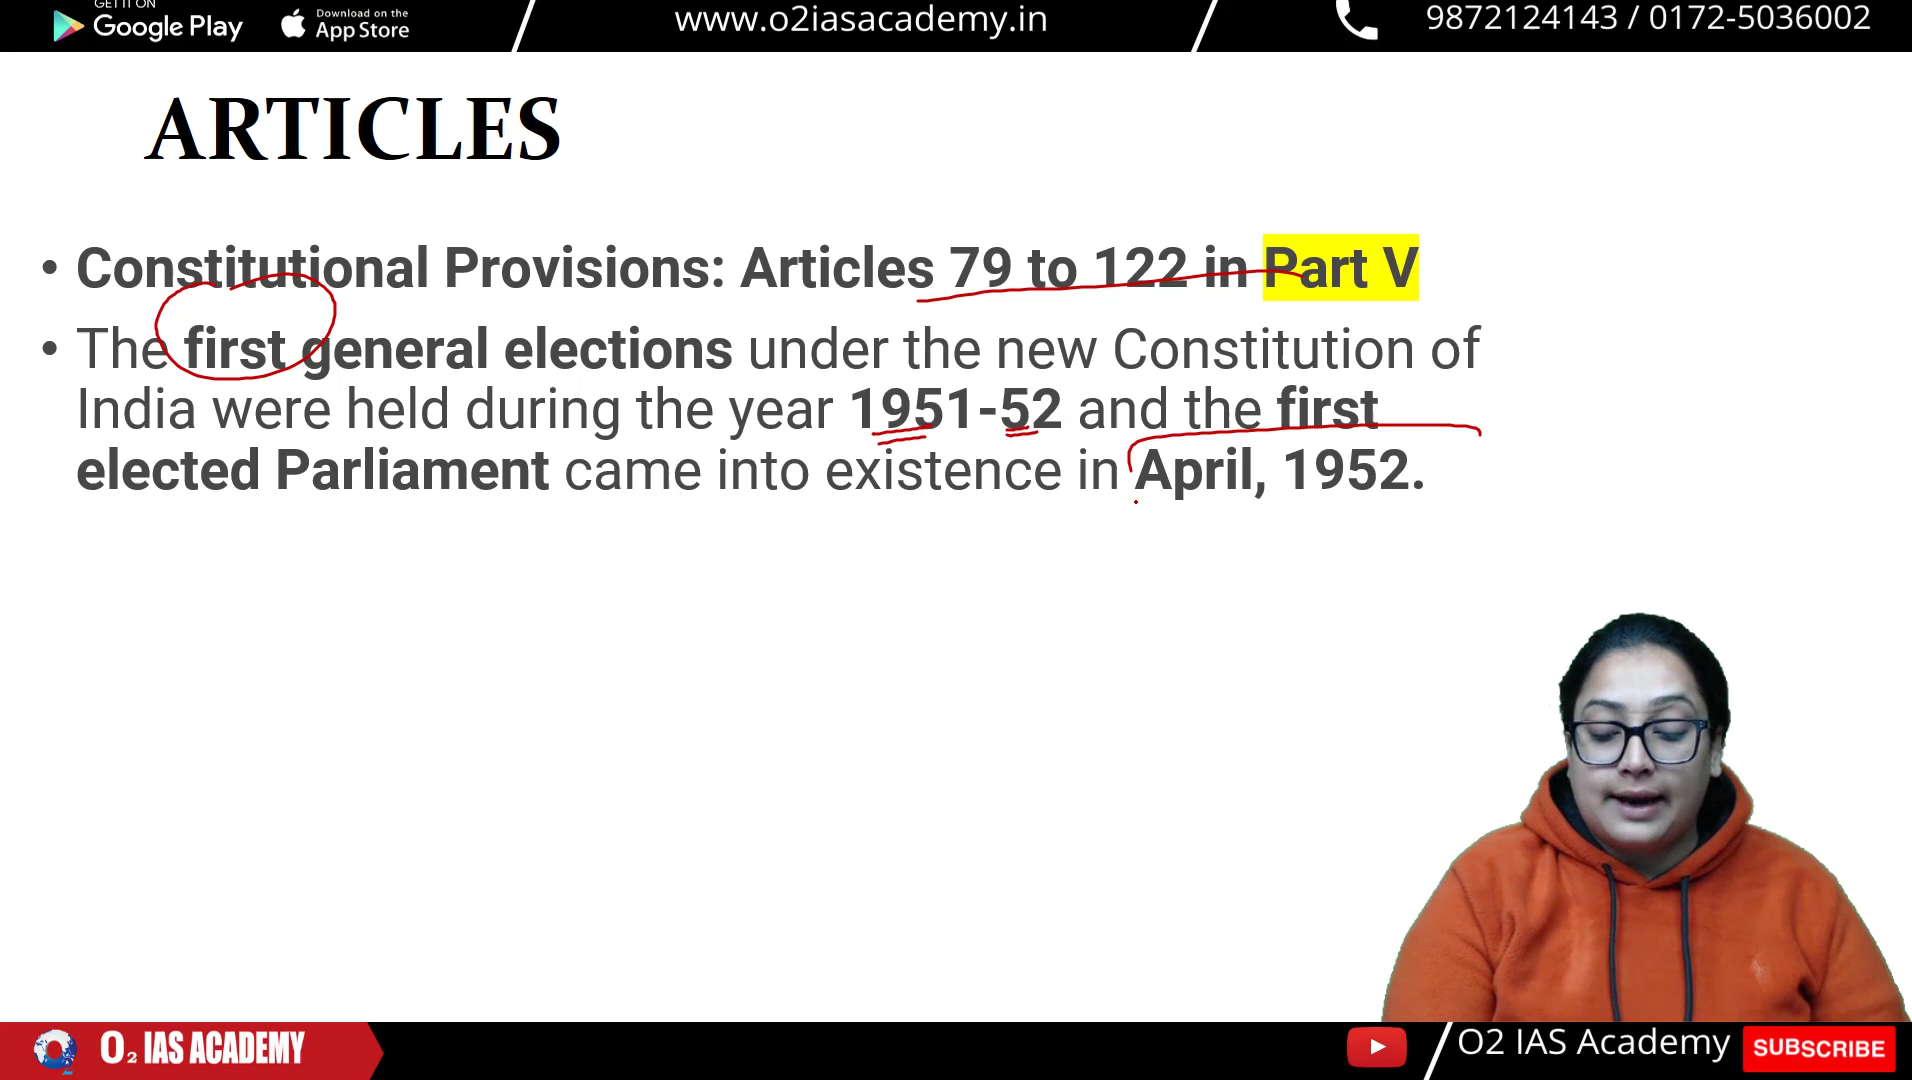 GET IT ON
Google Play
Download on the
App Store
www.o2iasacademy.in
9872124143 / 0172-5036002
ARTICLES
• Constitutional Provisions: Articles 79 to 122 in Part V
• The first general elections under the new Constitution of
India were held during the year 1951-52 and the first
elected Parliament came into existence in April, 1952.
O2 IAS ACADEMY
O2 IAS Academy
SUBSCRIBE